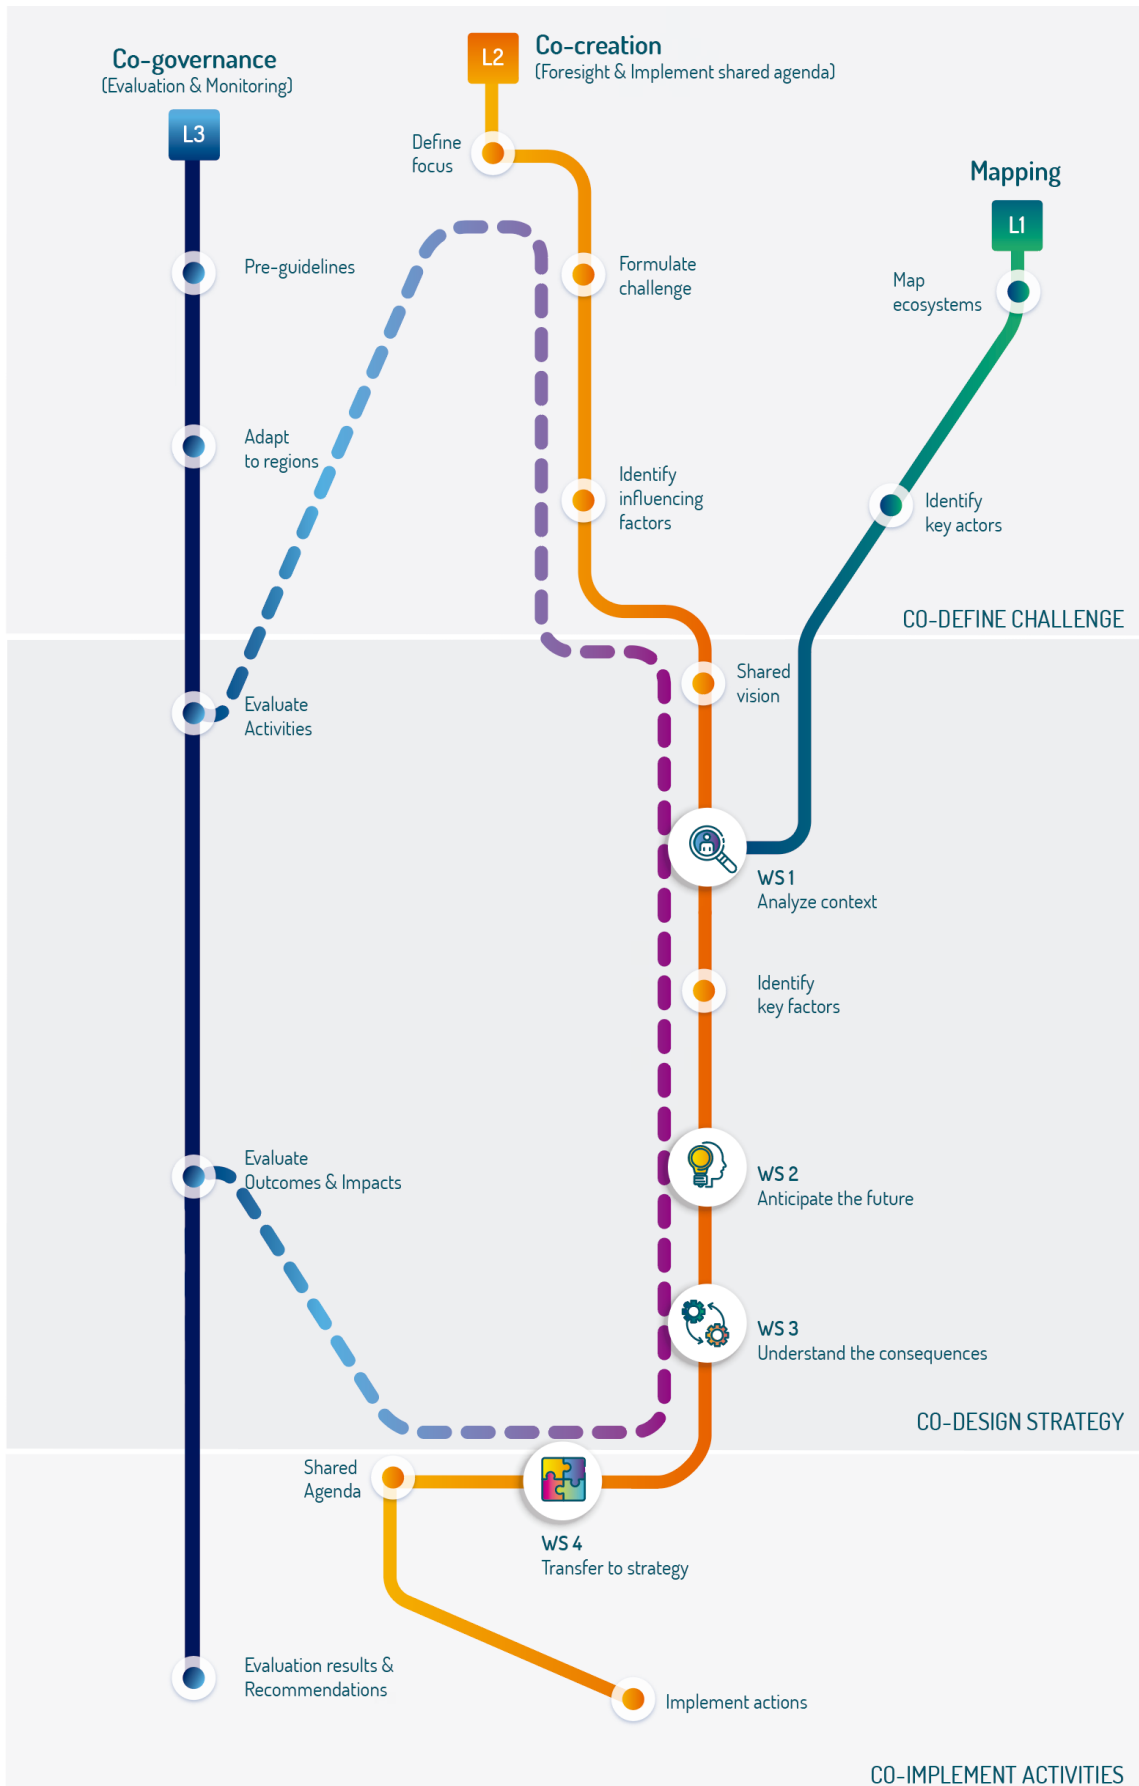 Co-governance
(Evaluation & Monitoring)
L3
L2
Co-creation
(Foresight & Implement shared agenda)
Define
focus
Mapping
L1
Pre-guidelines
Formulate
challenge
Map
ecosystems
Adapt
to regions
Identify
influencing
factors
Identify
key actors
CO-DEFINE CHALLENGE
Evaluate
Activities
Shared
vision
WS 1
Analyze context
Identify
key factors
Evaluate
Outcomes & Impacts
WS 2
Anticipate the future
WS 3
Understand the consequences
CO-DESIGN STRATEGY
Shared
Agenda
WS 4
Transfer to strategy
Evaluation results &
Recommendations
Implement actions
CO-IMPLEMENT ACTIVITIES